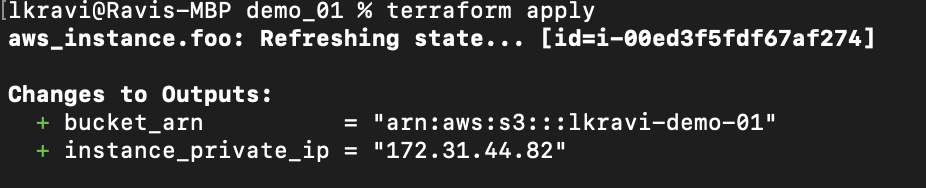 [lkravi@Ravis-MBP demo_01 % terraform apply
aws_instance.foo: Refreshing state... [id=i-00ed3f5fdf67af274]
Changes to Outputs:
+ bucket_arn = "arn:aws:s3:::lkravi-demo-01"
+ instance_private_ip = "172.31.44.82"